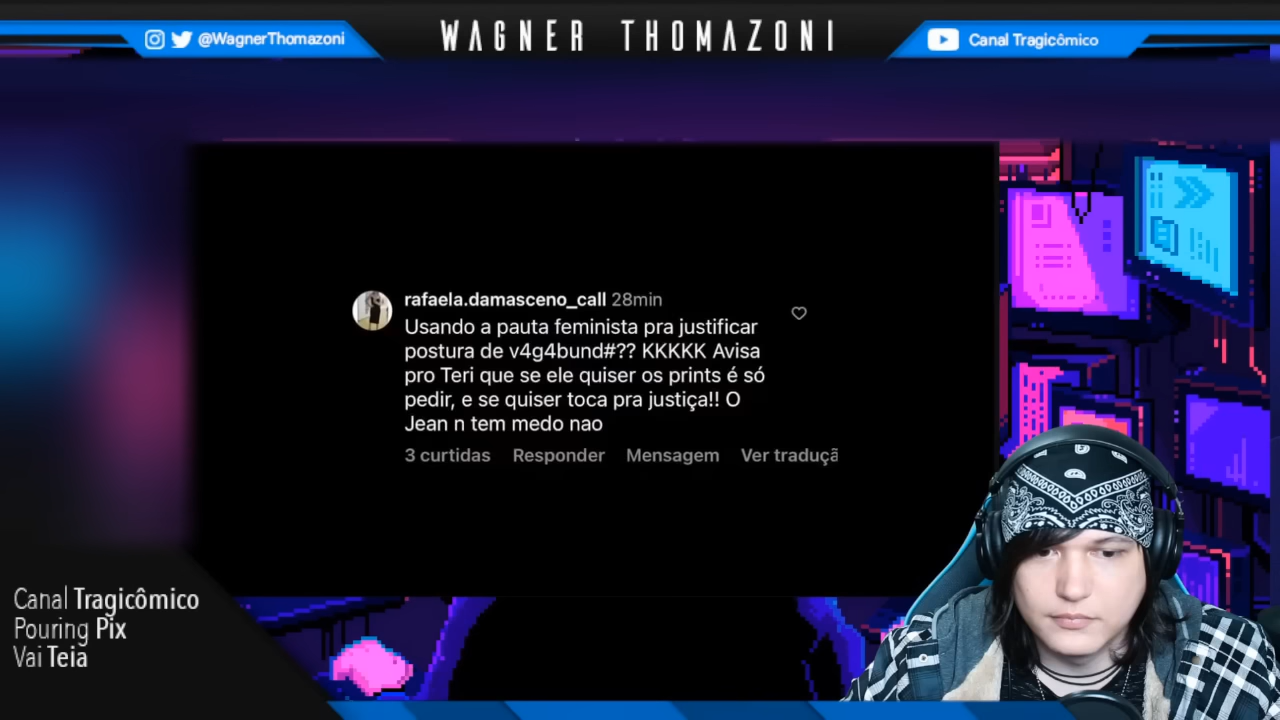 WAGNER THOMAZONI
@WagnerThomazoni
Canal Tragicômico
rafaela.damasceno_call 28min
Usando a pauta feminista pra justificar
postura de v4g4bund#?? KKKKK Avisa
pro Teri que se ele quiser os prints é só
pedir, e se quiser toca pra justiça!! O
Jean n tem medo nao
3 curtidas Responder Mensagem Ver traduçã
Canal Tragicômico
Pouring Pix
Vai Teia